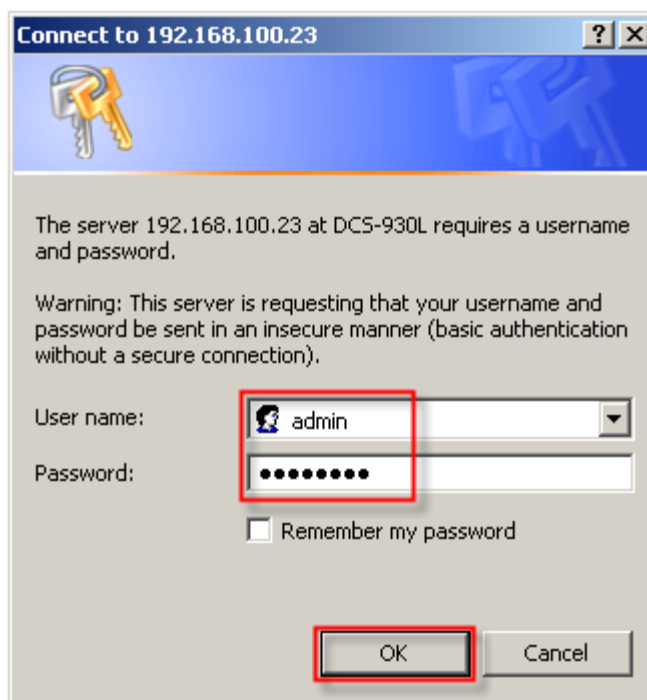 Connect to 192.168.100.23
The server 192.168.100.23 at DCS-930L requires a username
and password.
Warning: This server is requesting that your username and
password be sent in an insecure manner (basic authentication
without a secure connection).
User name:
admin
Password:
••••••••
Remember my password
OK
Cancel